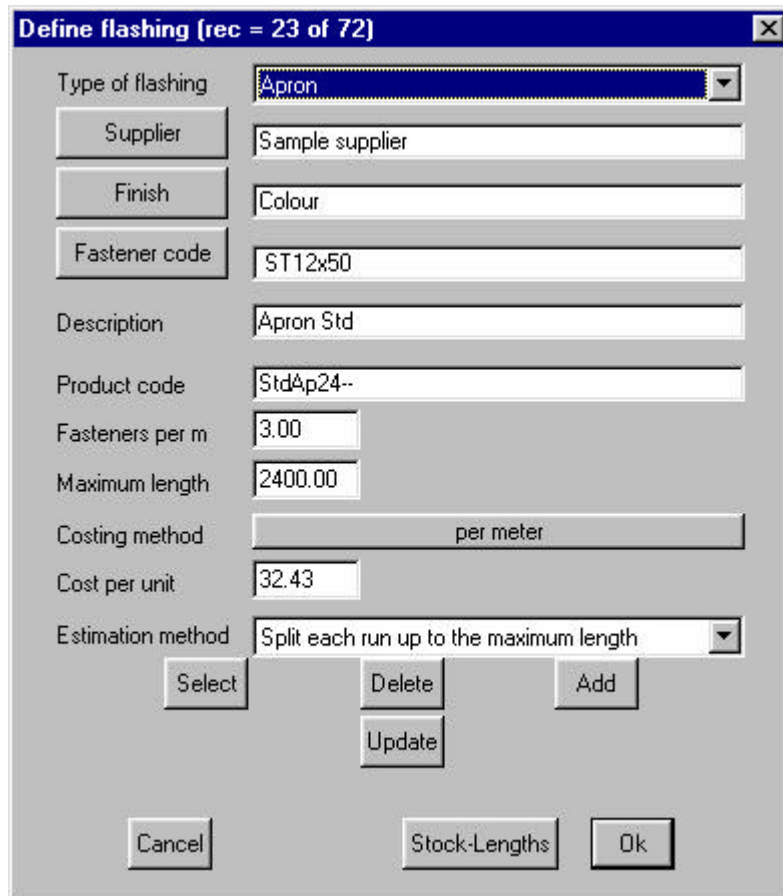 Define flashing (rec = 23 of 72)
Type of flashing Apron
Supplier Sample supplier
Finish Colour
Fastener code ST12x50
Description Apron Std
Product code StdAp24--
Fasteners per m 3.00
Maximum length 2400.00
Costing method per meter
Cost per unit 32.43
Estimation method Split each run up to the maximum length
Select Delete Add
Update
Cancel Stock-Lengths Ok